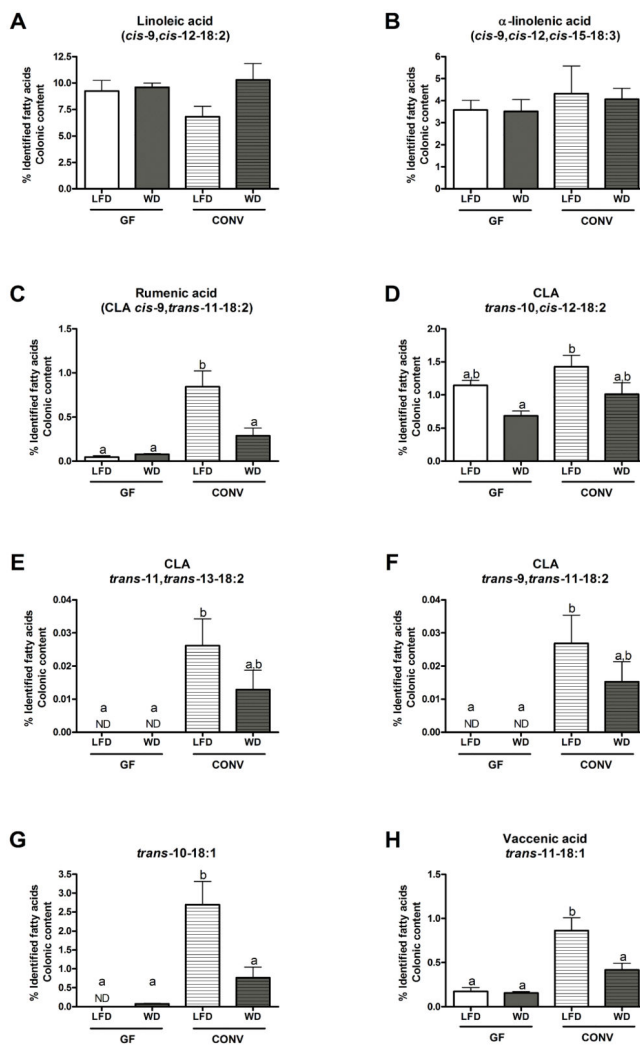 A
Linoleic acid
(cis-9,cis-12-18:2)
% Identified fatty acids
Colonic content
12.5
10.0
7.5
5.0
2.5
0.0
LFD WD LFD WD
GF CONV
B
α-linolenic acid
(cis-9,cis-12,cis-15-18:3)
% Identified fatty acids
Colonic content
6
5
4
3
2
1
0
LFD WD LFD WD
GF CONV
C
Rumenic acid
(CLA cis-9,trans-11-18:2)
% Identified fatty acids
Colonic content
1.5
1.0
0.5
0.0
a a b a
LFD WD LFD WD
GF CONV
D
CLA
trans-10,cis-12-18:2
% Identified fatty acids
Colonic content
2.0
1.5
1.0
0.5
0.0
a,b a b a,b
LFD WD LFD WD
GF CONV
E
CLA
trans-11,trans-13-18:2
% Identified fatty acids
Colonic content
0.04
0.03
0.02
0.01
0.00
a a b a,b
ND ND
LFD WD LFD WD
GF CONV
F
CLA
trans-9,trans-11-18:2
% Identified fatty acids
Colonic content
0.04
0.03
0.02
0.01
0.00
a a b a,b
ND ND
LFD WD LFD WD
GF CONV
G
trans-10-18:1
% Identified fatty acids
Colonic content
3.5
3.0
2.5
2.0
1.5
1.0
0.5
0.0
a a b a
ND
LFD WD LFD WD
GF CONV
H
Vaccenic acid
trans-11-18:1
% Identified fatty acids
Colonic content
1.5
1.0
0.5
0.0
a a b a
LFD WD LFD WD
GF CONV